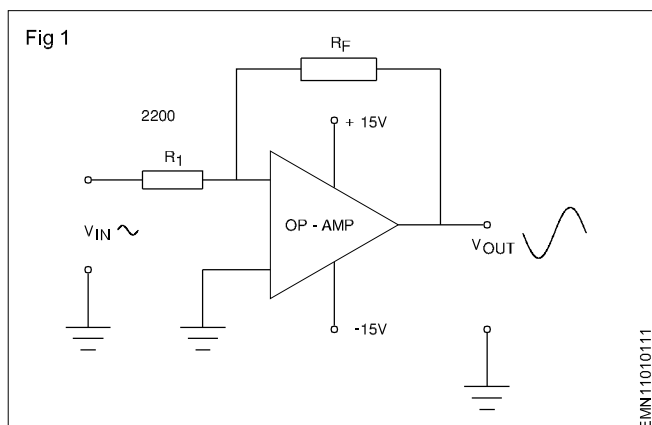 Fig 1
RF
2200
+ 15V
R1
OP - AMP
VIN
VOUT
-15V
EMN11010111